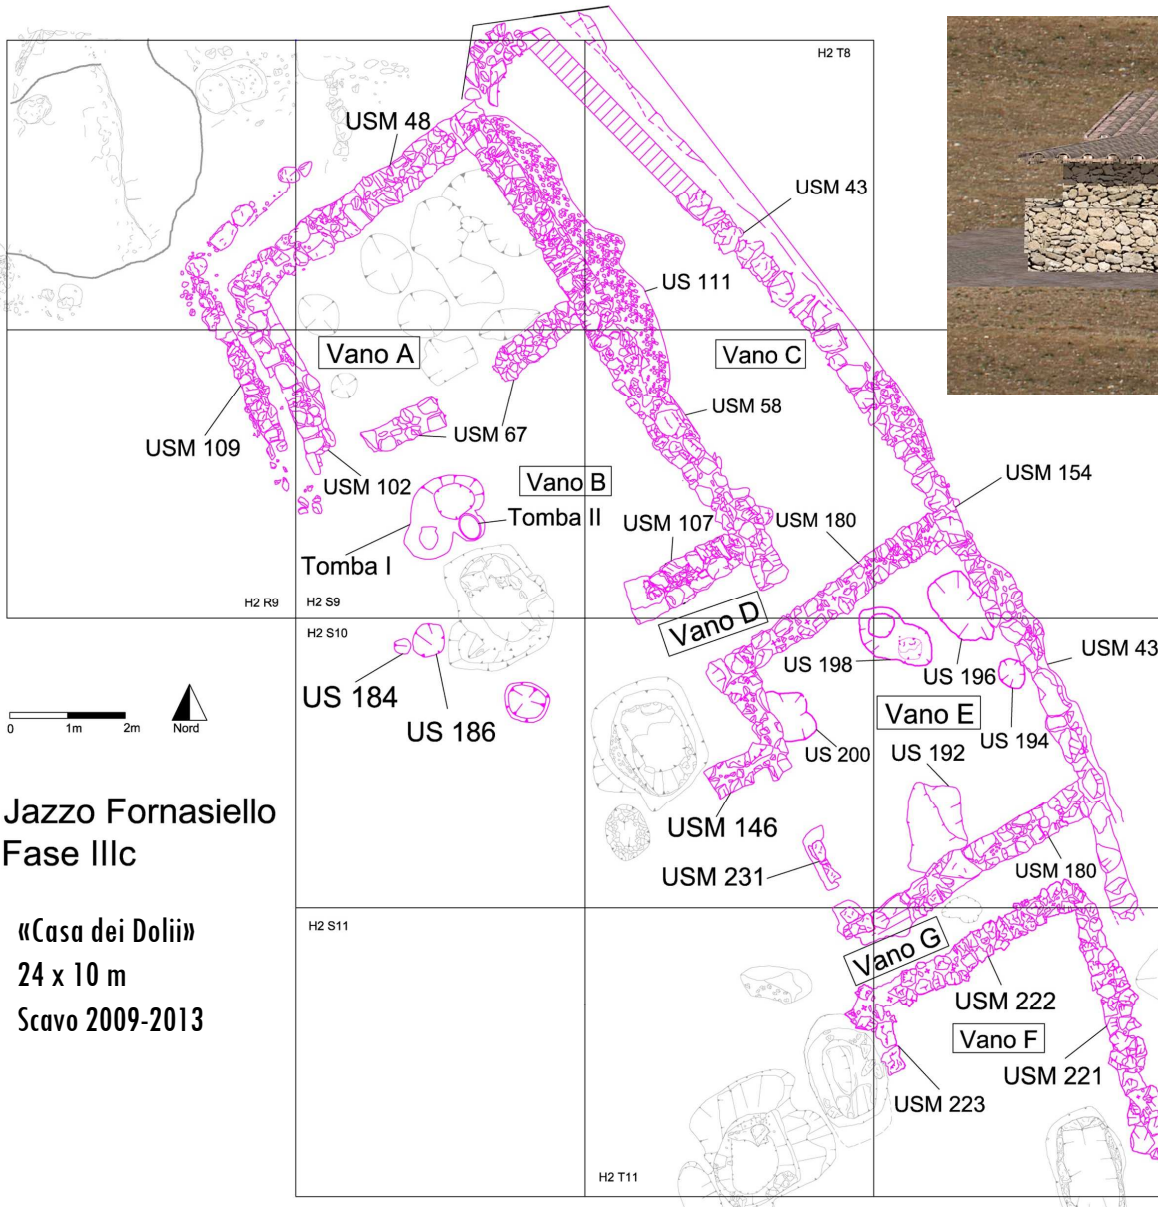 H2 T8
USM 48
USM 43
US 111
Vano A
Vano C
USM 58
USM 67
USM 109
USM 102
USM 154
Vano B
Tomba II
USM 107
USM 180
Tomba I
H2 R9
H2 S9
H2 S10
Vano D
US 198
US 196
USM 43
US 184
US 186
Vano E
US 194
US 200
US 192
0 1m 2m
Nord
Jazzo Fornasiello
Fase IIIc
USM 146
USM 231
USM 180
«Casa dei Dolii»
24 x 10 m
Scavo 2009-2013
H2 S11
Vano G
USM 222
Vano F
USM 221
USM 223
H2 T11